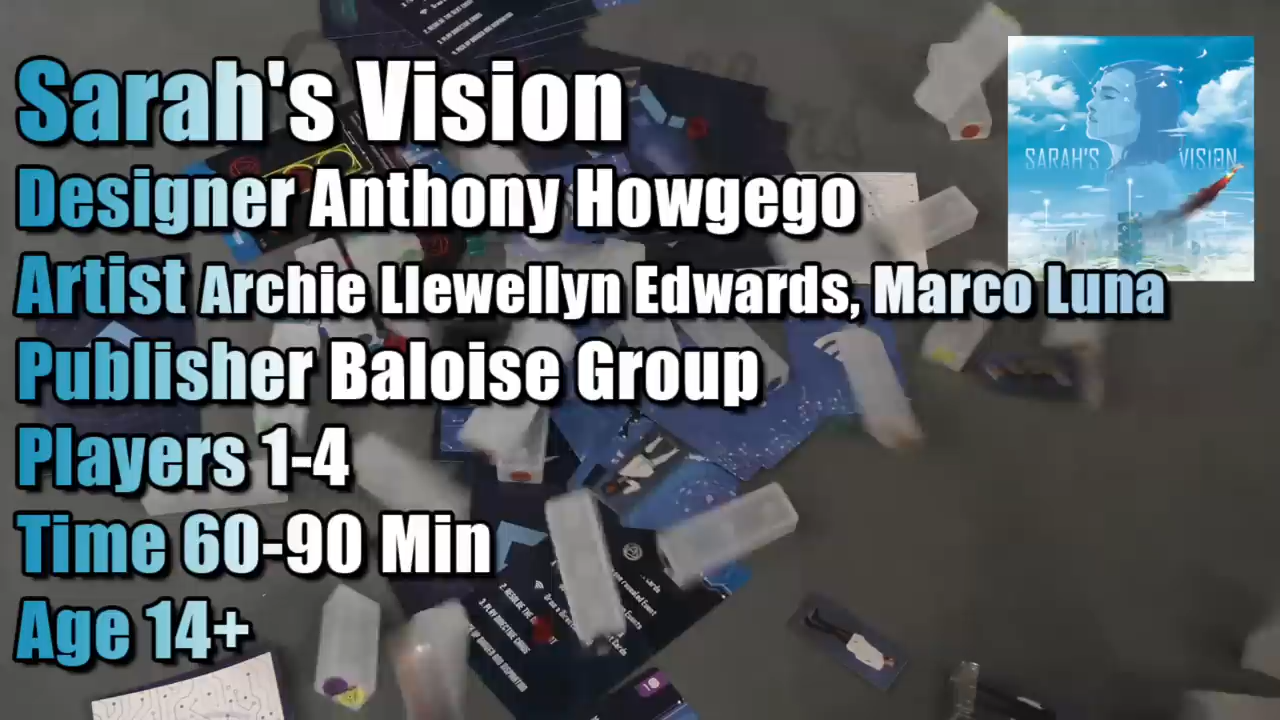 Sarah's Vision
SARAH'S VISION
Designer Anthony Howgego
Artist Archie Llewellyn Edwards, Marco Luna
Publisher Baloise Group
Players 1-4
Time 60-90 Min
Age 14+